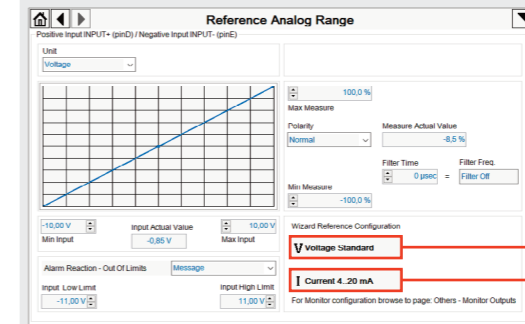 Reference Analog Range
Positive Input INPUT+ (pinD) / Negative Input INPUT- (pinE)
Unit
Voltage
100,0 %
Max Measure
Polarity
Measure Actual Value
Normal
-8,5 %
Filter Time
Filter Freq.
0 µsec = Filter Off
Min Measure
-100,0 %
-10,00 V
Input Actual Value
10,00 V
Min Input
-0,85 V
Max Input
Wizard Reference Configuration
V Voltage Standard
Alarm Reaction - Out Of Limits
Message
I Current 4..20 mA
Input Low Limit
Input High Limit
-11,00 V
11,00 V
For Monitor configuration browse to page: Others - Monitor Outputs